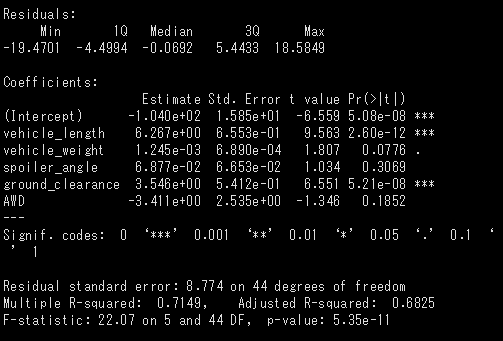 Residuals:
     Min       1Q   Median       3Q      Max
-19.4701  -4.4994  -0.0692   5.4433  18.5849
Coefficients:
                   Estimate Std. Error t value Pr(>|t|)
(Intercept)      -1.040e+02  1.585e+01  -6.559 5.08e-08 ***
vehicle_length    6.267e+00  6.553e-01   9.563 2.60e-12 ***
vehicle_weight    1.245e-03  6.890e-04   1.807   0.0776 .
spoiler_angle     6.877e-02  6.653e-02   1.034   0.3069
ground_clearance  3.546e+00  5.412e-01   6.551 5.21e-08 ***
AWD              -3.411e+00  2.535e+00  -1.346   0.1852
---
Signif. codes:  0  ‘***’ 0.001  ‘**’ 0.01  ‘*’ 0.05  ‘.’ 0.1 ‘
 ’  1
Residual standard error: 8.774 on 44 degrees of freedom
Multiple R-squared:  0.7149,    Adjusted R-squared:  0.6825
F-statistic: 22.07 on 5 and 44 DF,  p-value: 5.35e-11